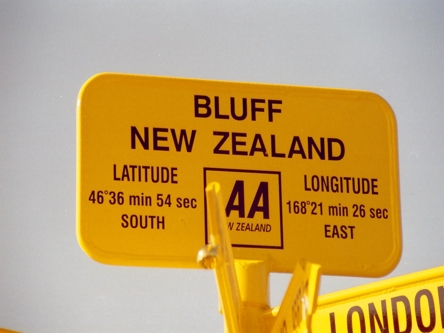 BLUFF
NEW ZEALAND
LATITUDE
46°36 min 54 sec
SOUTH
AA
NEW ZEALAND
LONGITUDE
168°21 min 26 sec
EAST
LONDON